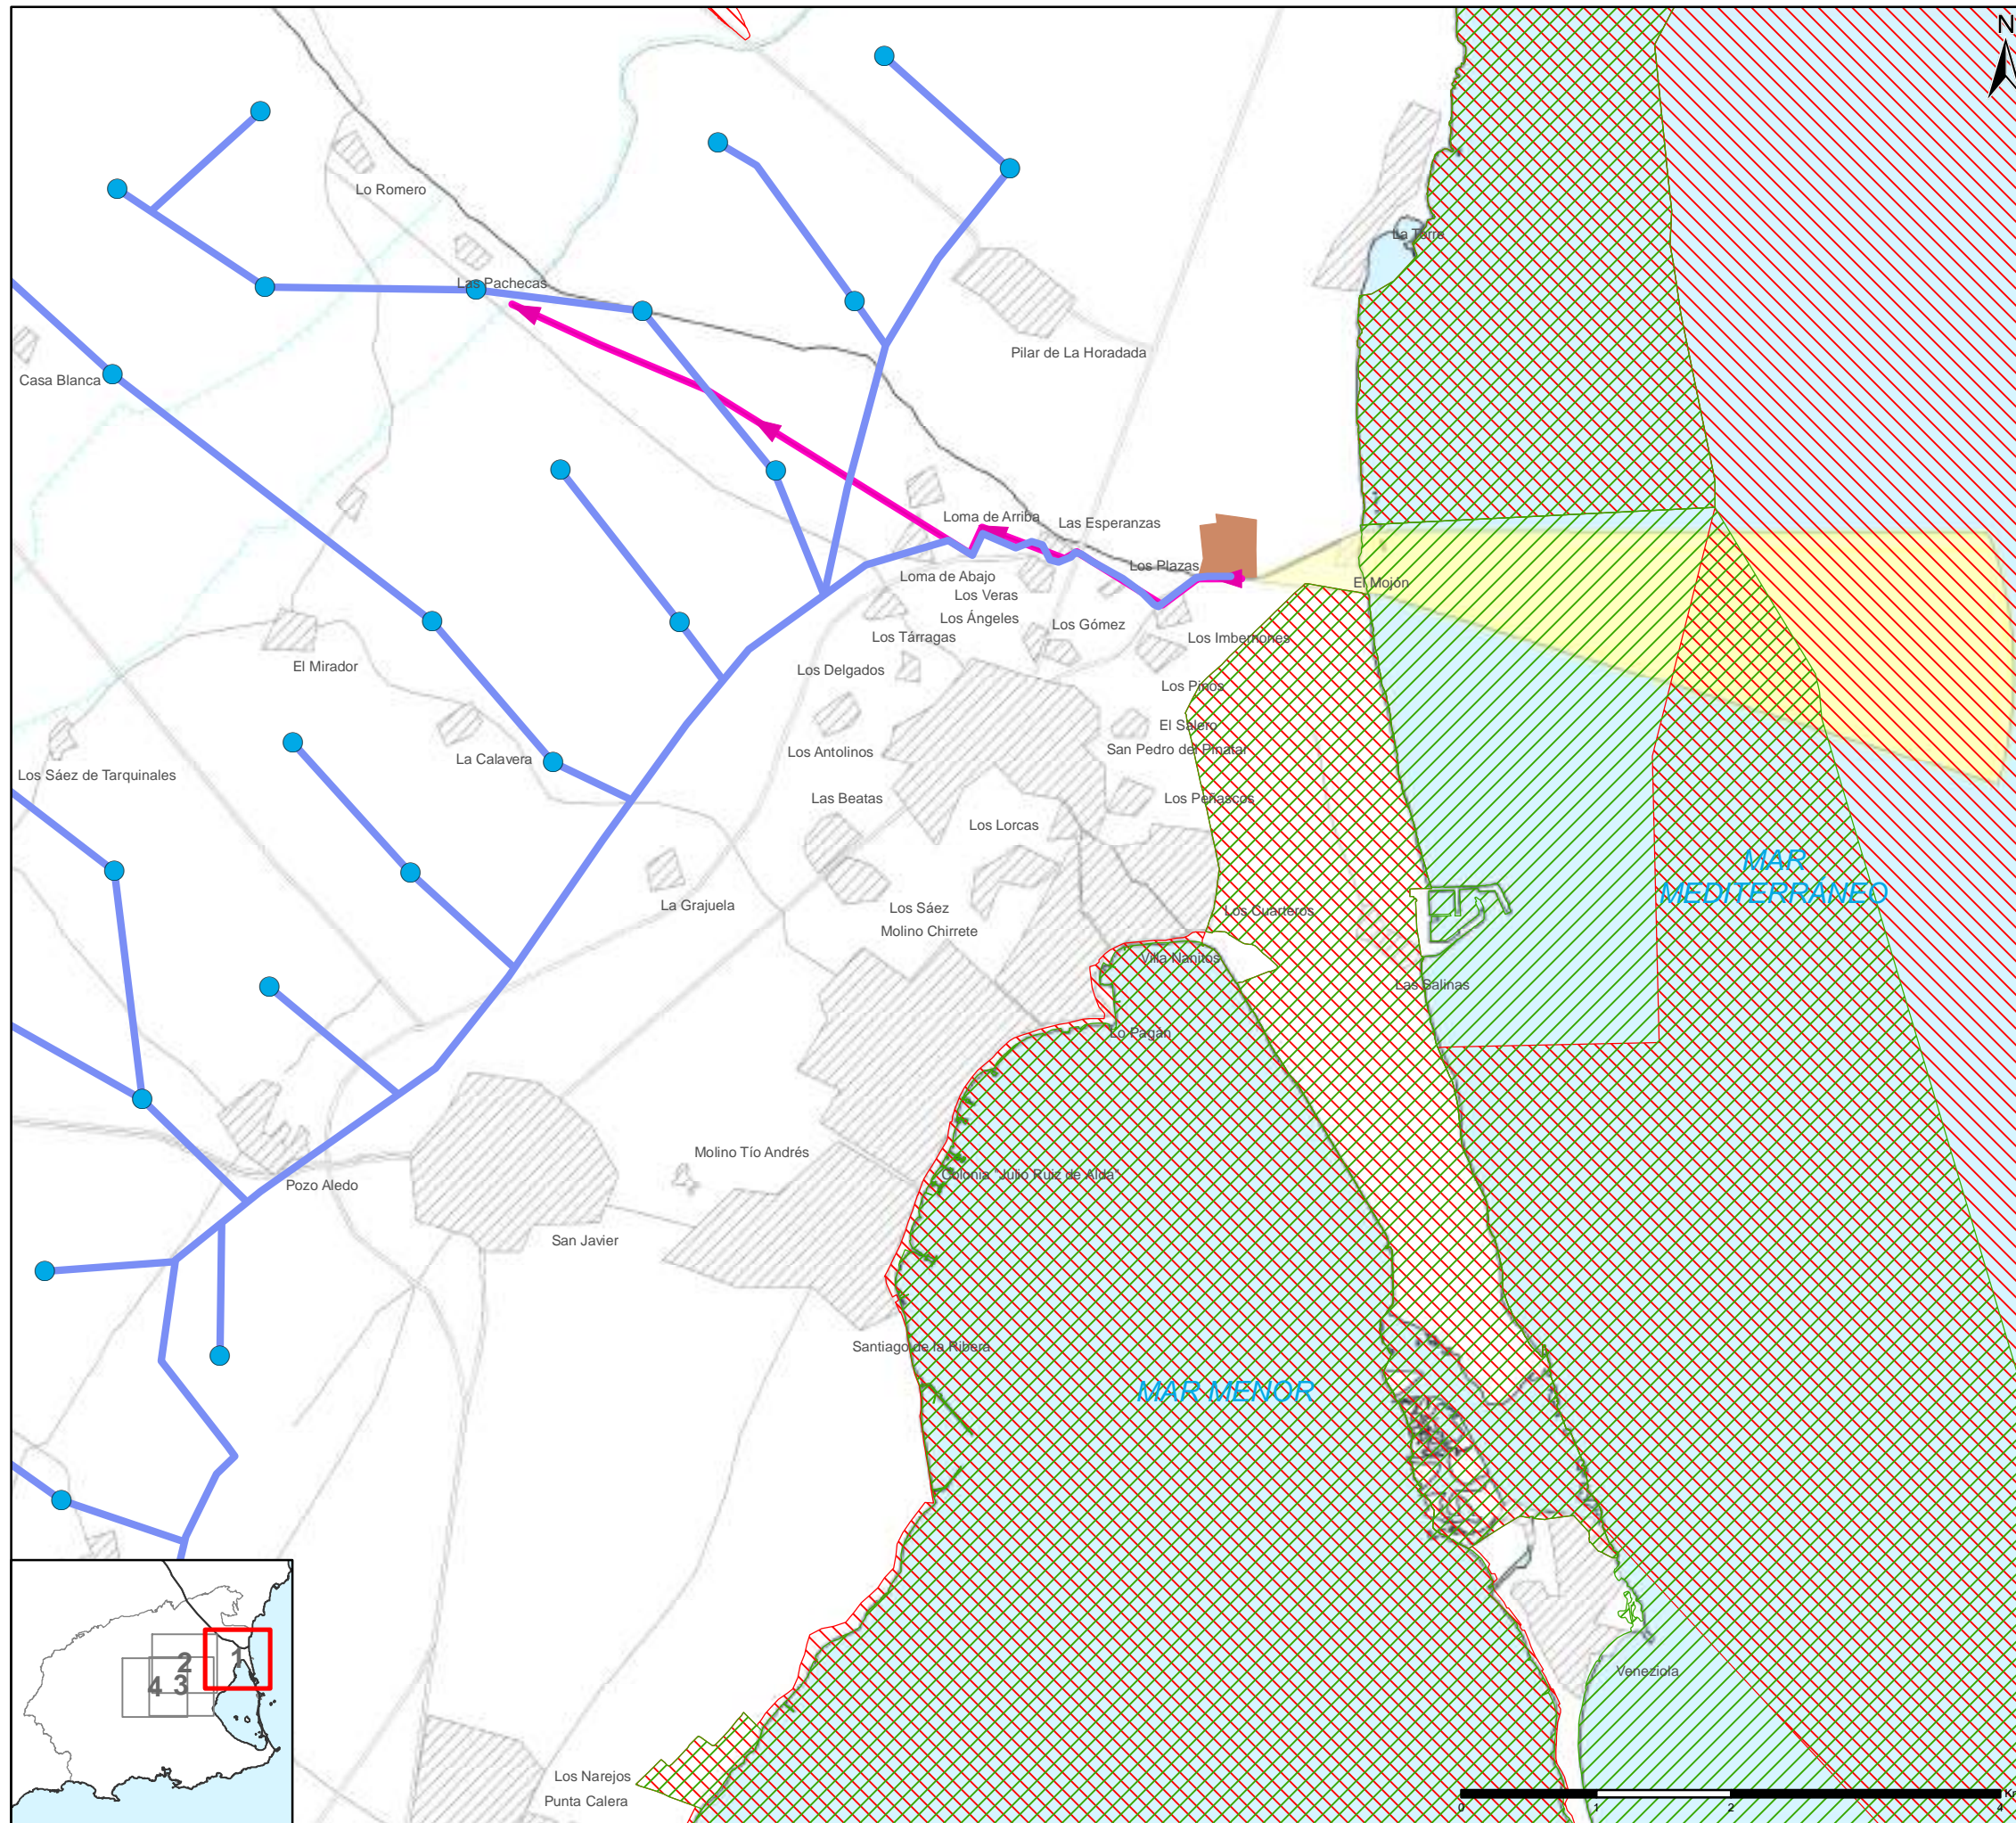 N
Lo Romero
La Torre
Las Pachecas
Pilar de La Horadada
Casa Blanca
Loma de Arriba
Las Esperanzas
Los Plazas
Loma de Abajo
El Mojón
Los Veras
Los Ángeles
Los Gómez
Los Tárragas
Los Imbernones
El Mirador
Los Delgados
Los Pinos
El Salero
Los Antolinos
San Pedro del Pinatar
La Calavera
Los Sáez de Tarquinales
Las Beatas
Los Peñascos
Los Lorcas
MAR
MEDITERRÁNEO
La Grajuela
Los Sáez
Los Cuarteros
Molino Chirrete
Villa Nanitos
Las Salinas
Lo Pagán
Molino Tío Andrés
Colonia "Julio Ruiz de Alda"
Pozo Aledo
San Javier
Santiago de la Ribera
MAR MENOR
1
2
3
4
Veneziola
Los Narejos
Punta Calera
0 1 2 4